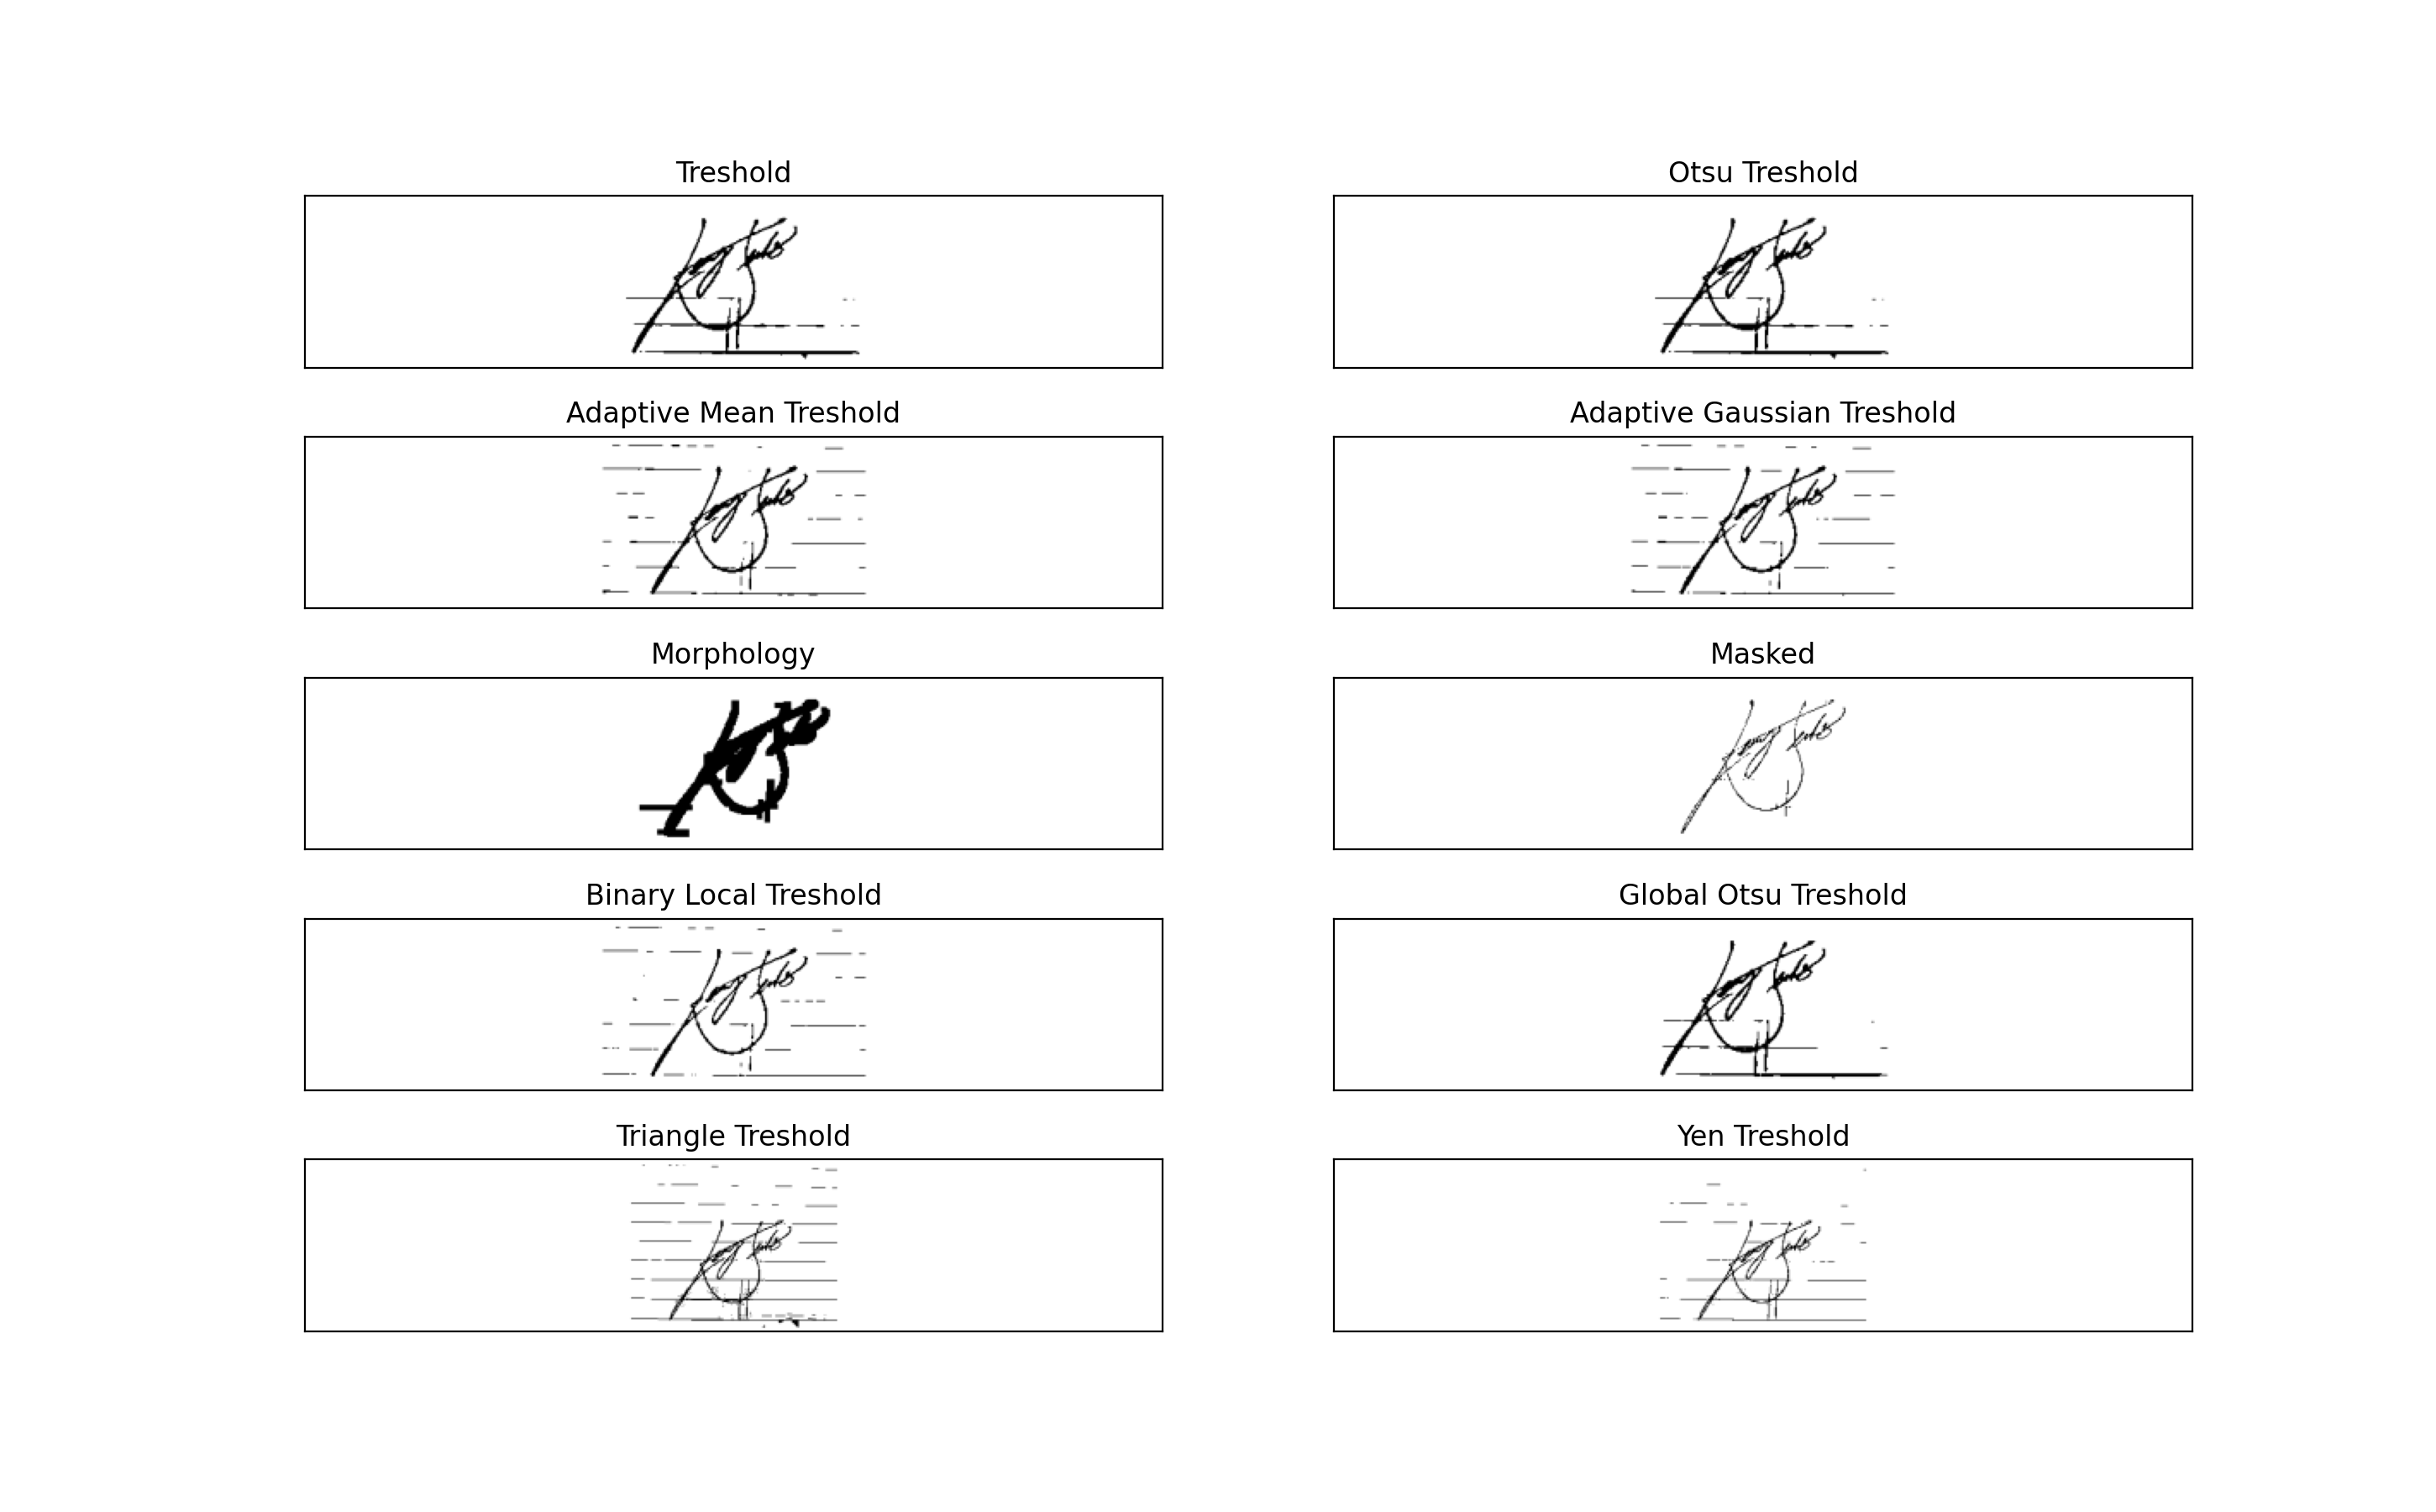 Treshold
Otsu Treshold
Adaptive Mean Treshold
Adaptive Gaussian Treshold
Morphology
Masked
Binary Local Treshold
Global Otsu Treshold
Triangle Treshold
Yen Treshold